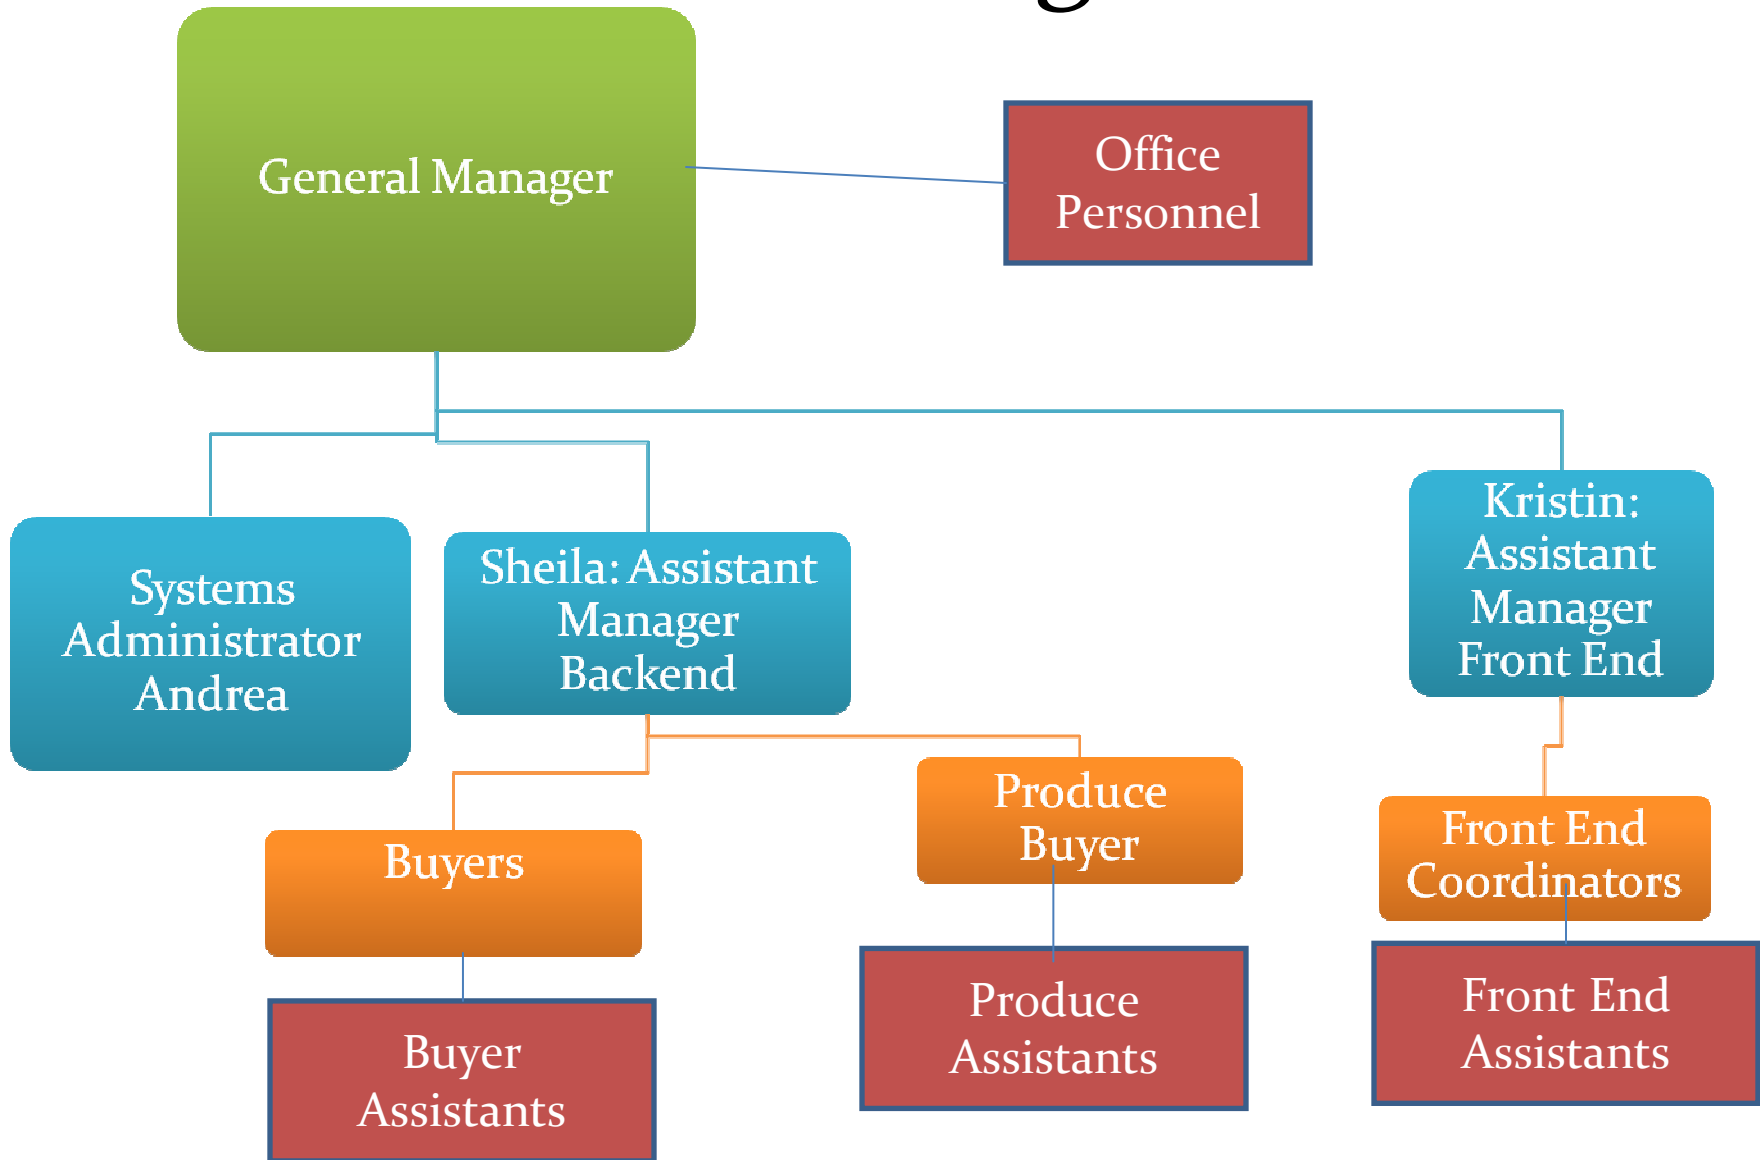 General Manager
Office
Personnel
Systems
Administrator
Andrea
Sheila: Assistant
Manager
Backend
Kristin:
Assistant
Manager
Front End
Buyers
Produce
Buyer
Front End
Coordinators
Buyer
Assistants
Produce
Assistants
Front End
Assistants